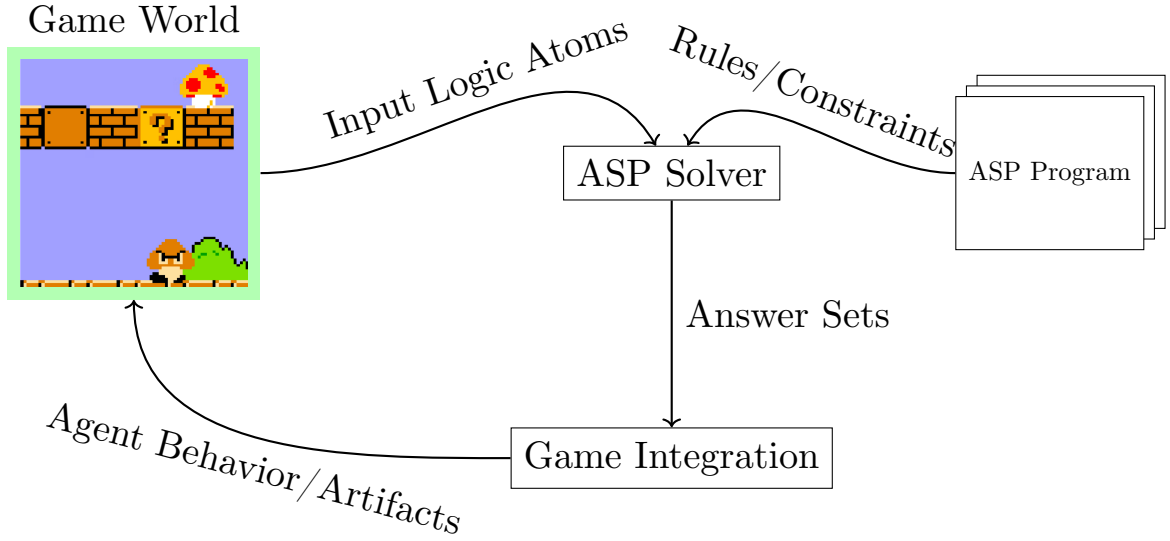 Game World
Input Logic Atoms
Rules/Constraints
?
ASP Solver
ASP Program
Answer Sets
Agent Behavior/Artifacts
Game Integration